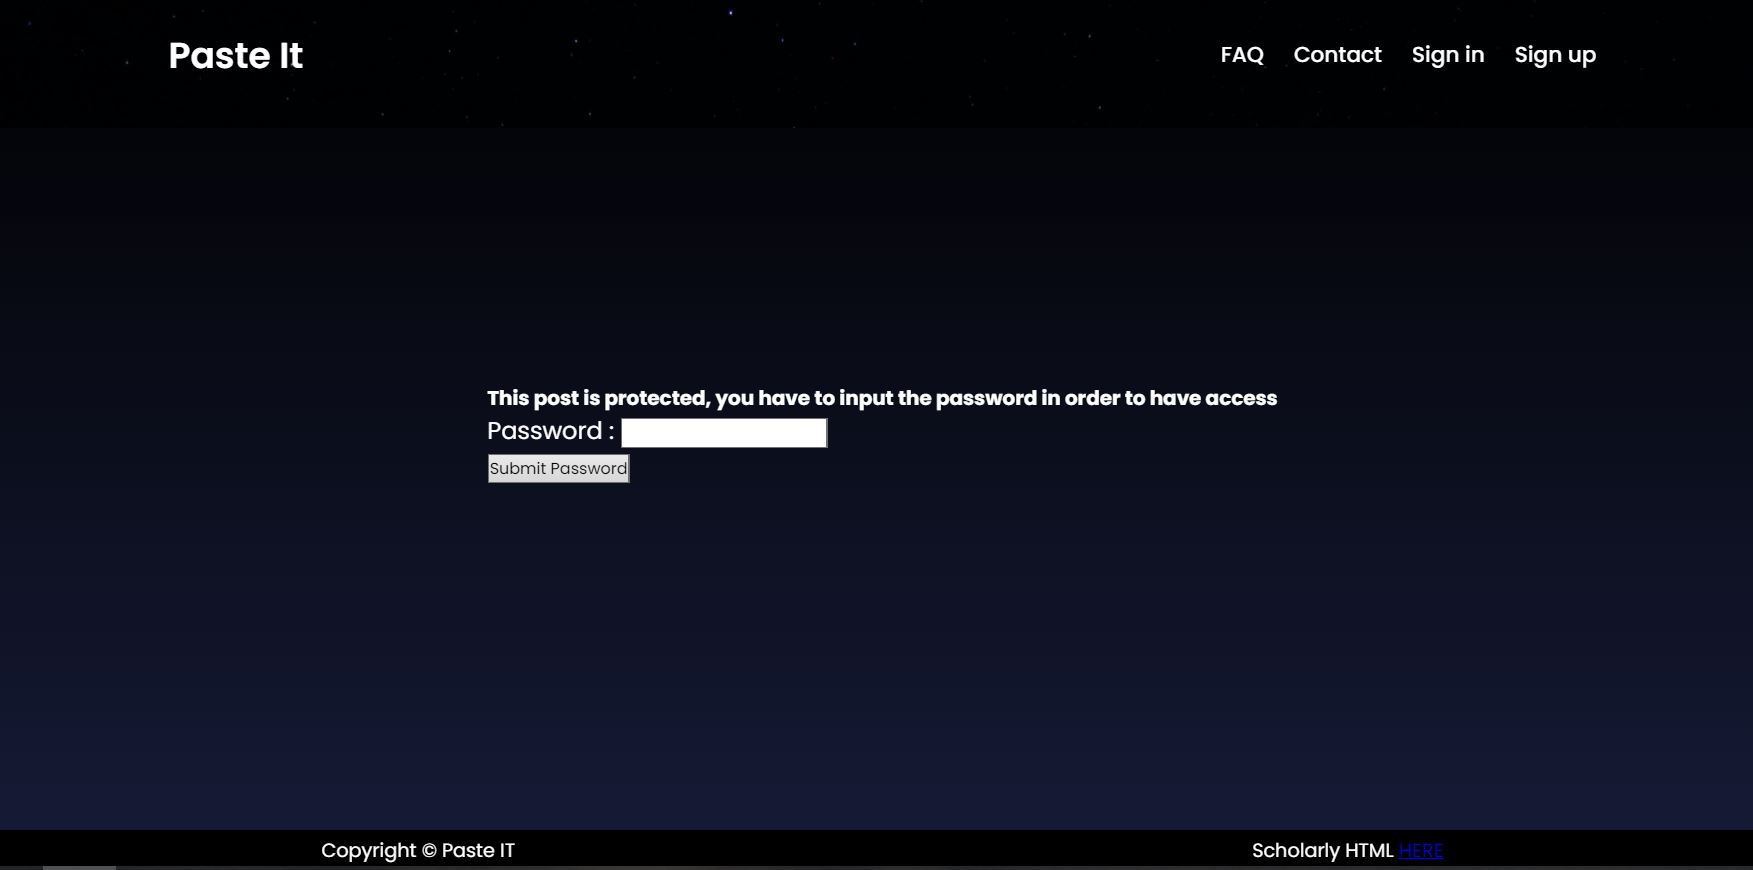 Paste It
FAQ Contact Sign in Sign up
This post is protected, you have to input the password in order to have access
Password :
Submit Password
Copyright © Paste IT
Scholarly HTML HERE